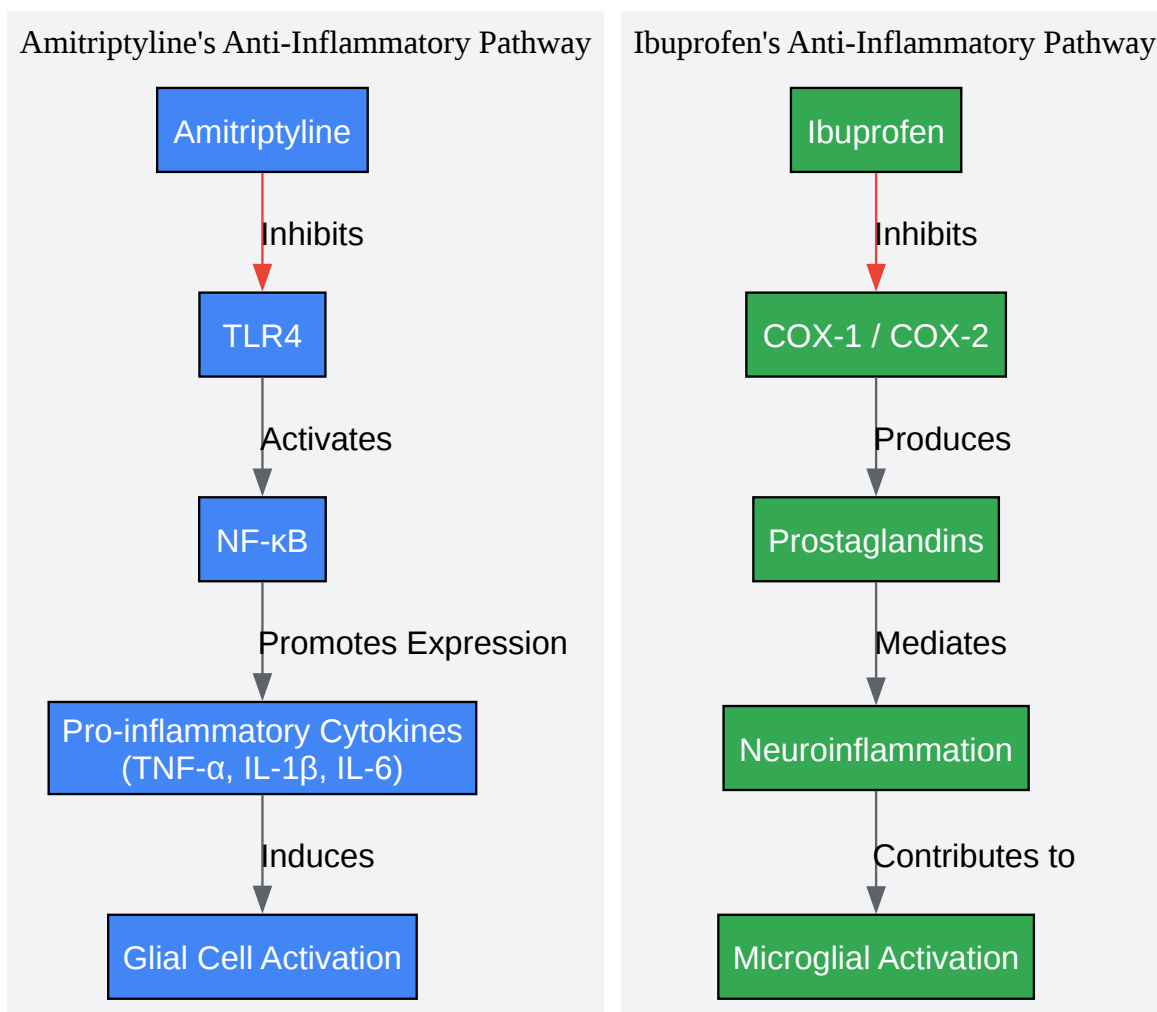 Amitriptyline's Anti-Inflammatory Pathway
Amitriptyline
Inhibits
TLR4
Activates
NF-κB
Promotes Expression
Pro-inflammatory Cytokines
(TNF-α, IL-1β, IL-6)
Induces
Glial Cell Activation
Ibuprofen's Anti-Inflammatory Pathway
Ibuprofen
Inhibits
COX-1 / COX-2
Produces
Prostaglandins
Mediates
Neuroinflammation
Contributes to
Microglial Activation